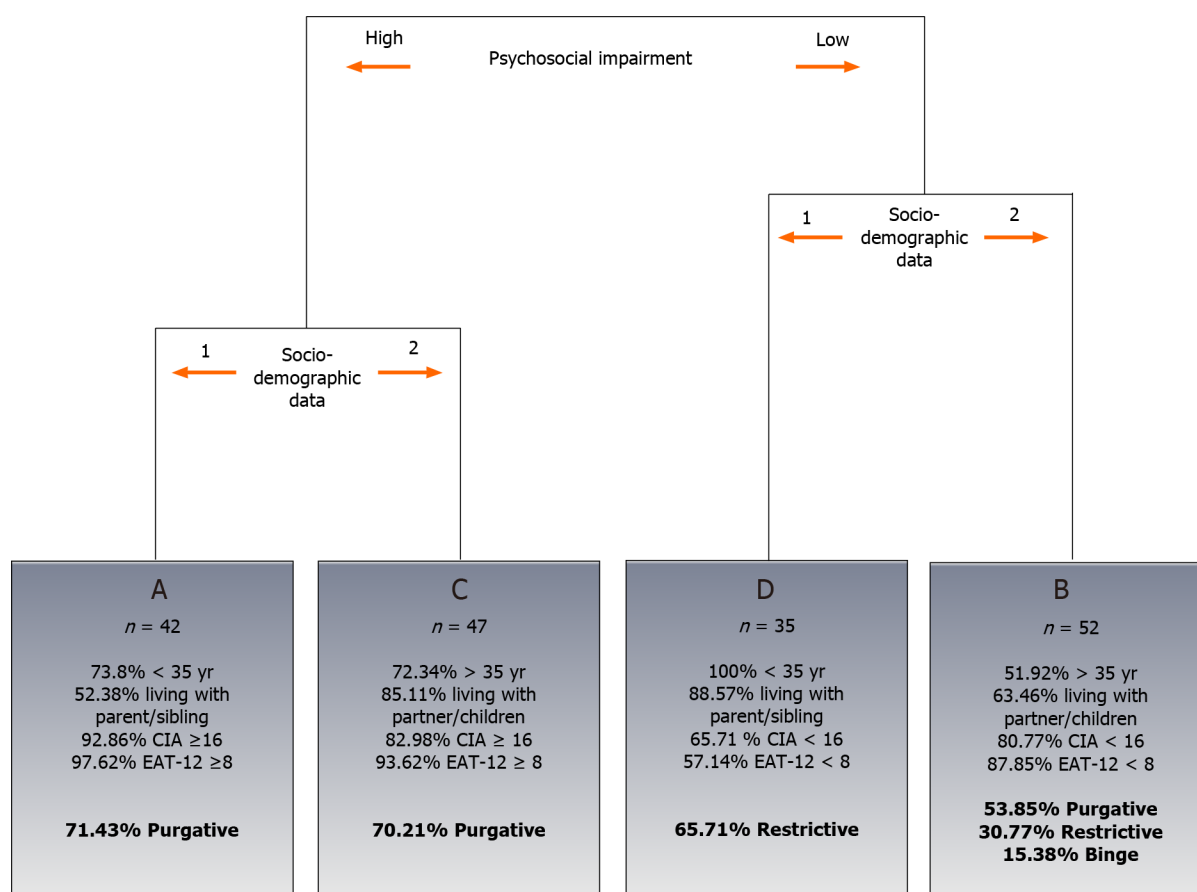 High
Psychosocial impairment
Low
1
Socio-
demographic
data
2
1
Socio-
demographic
data
2
A
n = 42
73.8% < 35 yr
52.38% living with
parent/sibling
92.86% CIA ≥16
97.62% EAT-12 ≥8
71.43% Purgative
C
n = 47
72.34% > 35 yr
85.11% living with
partner/children
82.98% CIA ≥ 16
93.62% EAT-12 ≥ 8
70.21% Purgative
D
n = 35
100% < 35 yr
88.57% living with
parent/sibling
65.71 % CIA < 16
57.14% EAT-12 < 8
65.71% Restrictive
B
n = 52
51.92% > 35 yr
63.46% living with
partner/children
80.77% CIA < 16
87.85% EAT-12 < 8
53.85% Purgative
30.77% Restrictive
15.38% Binge